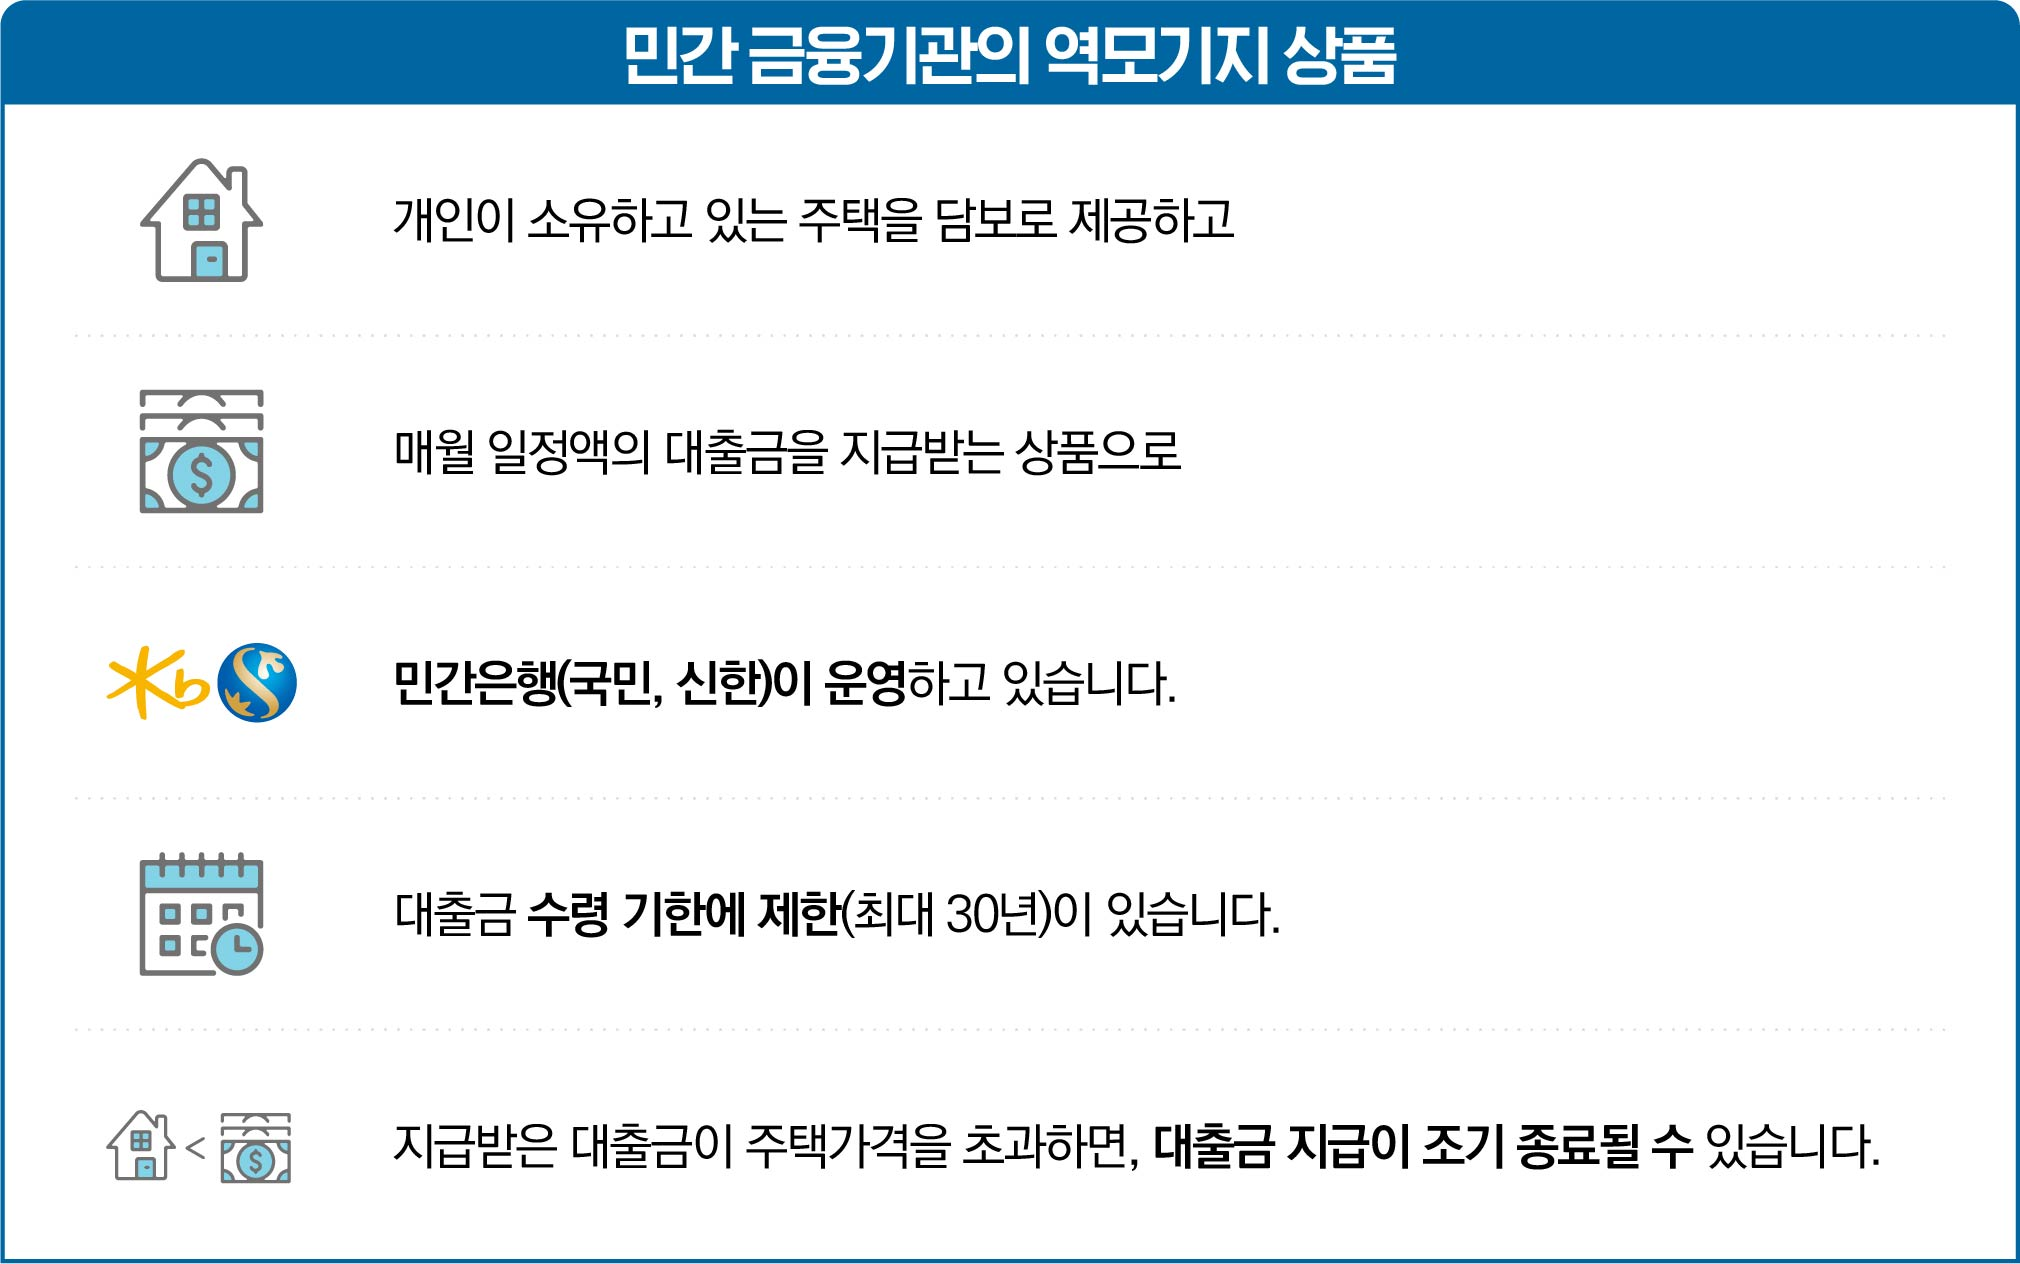 민간 금융기관의 역모기지 상품
개인이 소유하고 있는 주택을 담보로 제공하고
매월 일정액의 대출금을 지급받는 상품으로
민간은행(국민, 신한)이 운영하고 있습니다.
대출금 수령 기한에 제한(최대 30년)이 있습니다.
지급받은 대출금이 주택가격을 초과하면, 대출금 지급이 조기 종료될 수 있습니다.